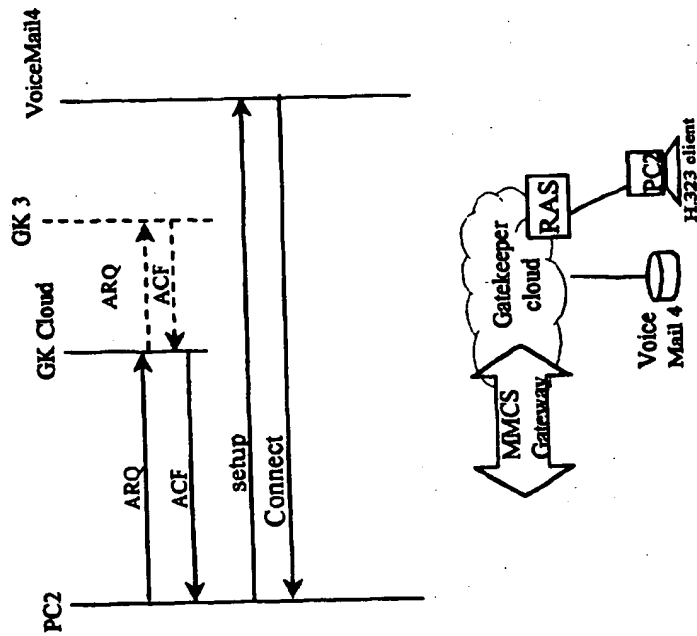 PC2
GK Cloud
GK 3
VoiceMail4
ARQ
ARQ
ACF
ACF
setup
Connect
MMCS
Gateway
Gatekeeper
cloud
RAS
Voice
Mail 4
PC2
H.323 client